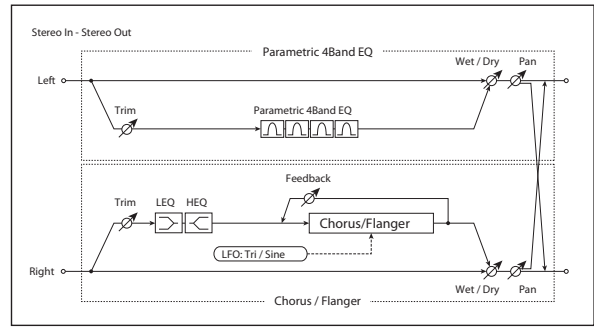 Stereo In - Stereo Out
Parametric 4Band EQ
Wet / Dry
Pan
Left
Trim
Parametric 4Band EQ
Feedback
Trim
LEQ
HEQ
Chorus/Flanger
LFO: Tri / Sine
Right
Wet / Dry
Pan
Chorus / Flanger